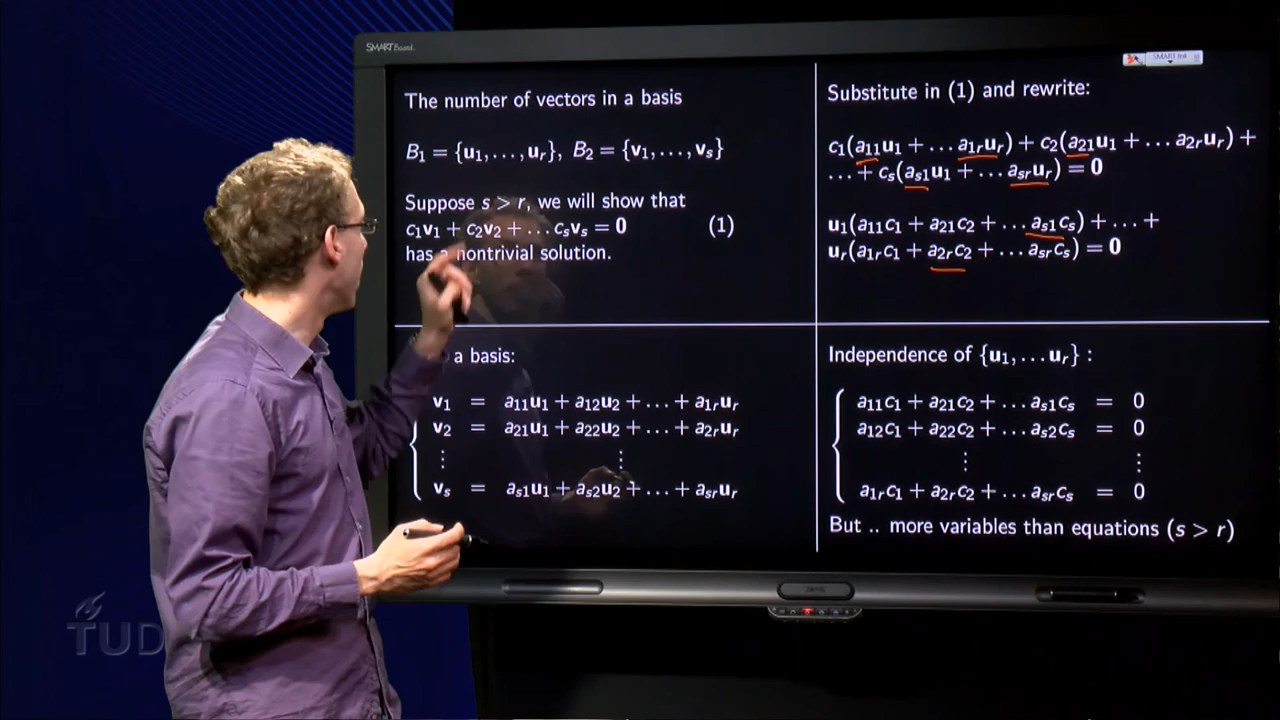 SMART Board
SMART Ink
The number of vectors in a basis
B₁ = {u₁, . . . , uᵣ}, B₂ = {v₁, . . . , vₛ}
Suppose s > r, we will show that
c₁v₁ + c₂v₂ + . . . cₛvₛ = 0 (1)
has a nontrivial solution.
Substitute in (1) and rewrite:
c₁(a₁₁u₁ + . . . a₁ᵣuᵣ) + c₂(a₂₁u₁ + . . . a₂ᵣuᵣ) +
. . . + cₛ(aₛ₁u₁ + . . . aₛᵣuᵣ) = 0
u₁(a₁₁c₁ + a₂₁c₂ + . . . aₛ₁cₛ) + . . . +
uᵣ(a₁ᵣc₁ + a₂ᵣc₂ + . . . aₛᵣcₛ) = 0
a basis:
v₁ = a₁₁u₁ + a₁₂u₂ + . . . + a₁ᵣuᵣ
v₂ = a₂₁u₁ + a₂₂u₂ + . . . + a₂ᵣuᵣ
⋮ ⋮
vₛ = aₛ₁u₁ + aₛ₂u₂ + . . . + aₛᵣuᵣ
Independence of {u₁, . . . uᵣ} :
a₁₁c₁ + a₂₁c₂ + . . . aₛ₁cₛ = 0
a₁₂c₁ + a₂₂c₂ + . . . aₛ₂cₛ = 0
⋮ ⋮
a₁ᵣc₁ + a₂ᵣc₂ + . . . aₛᵣcₛ = 0
But .. more variables than equations (s > r)
TUD